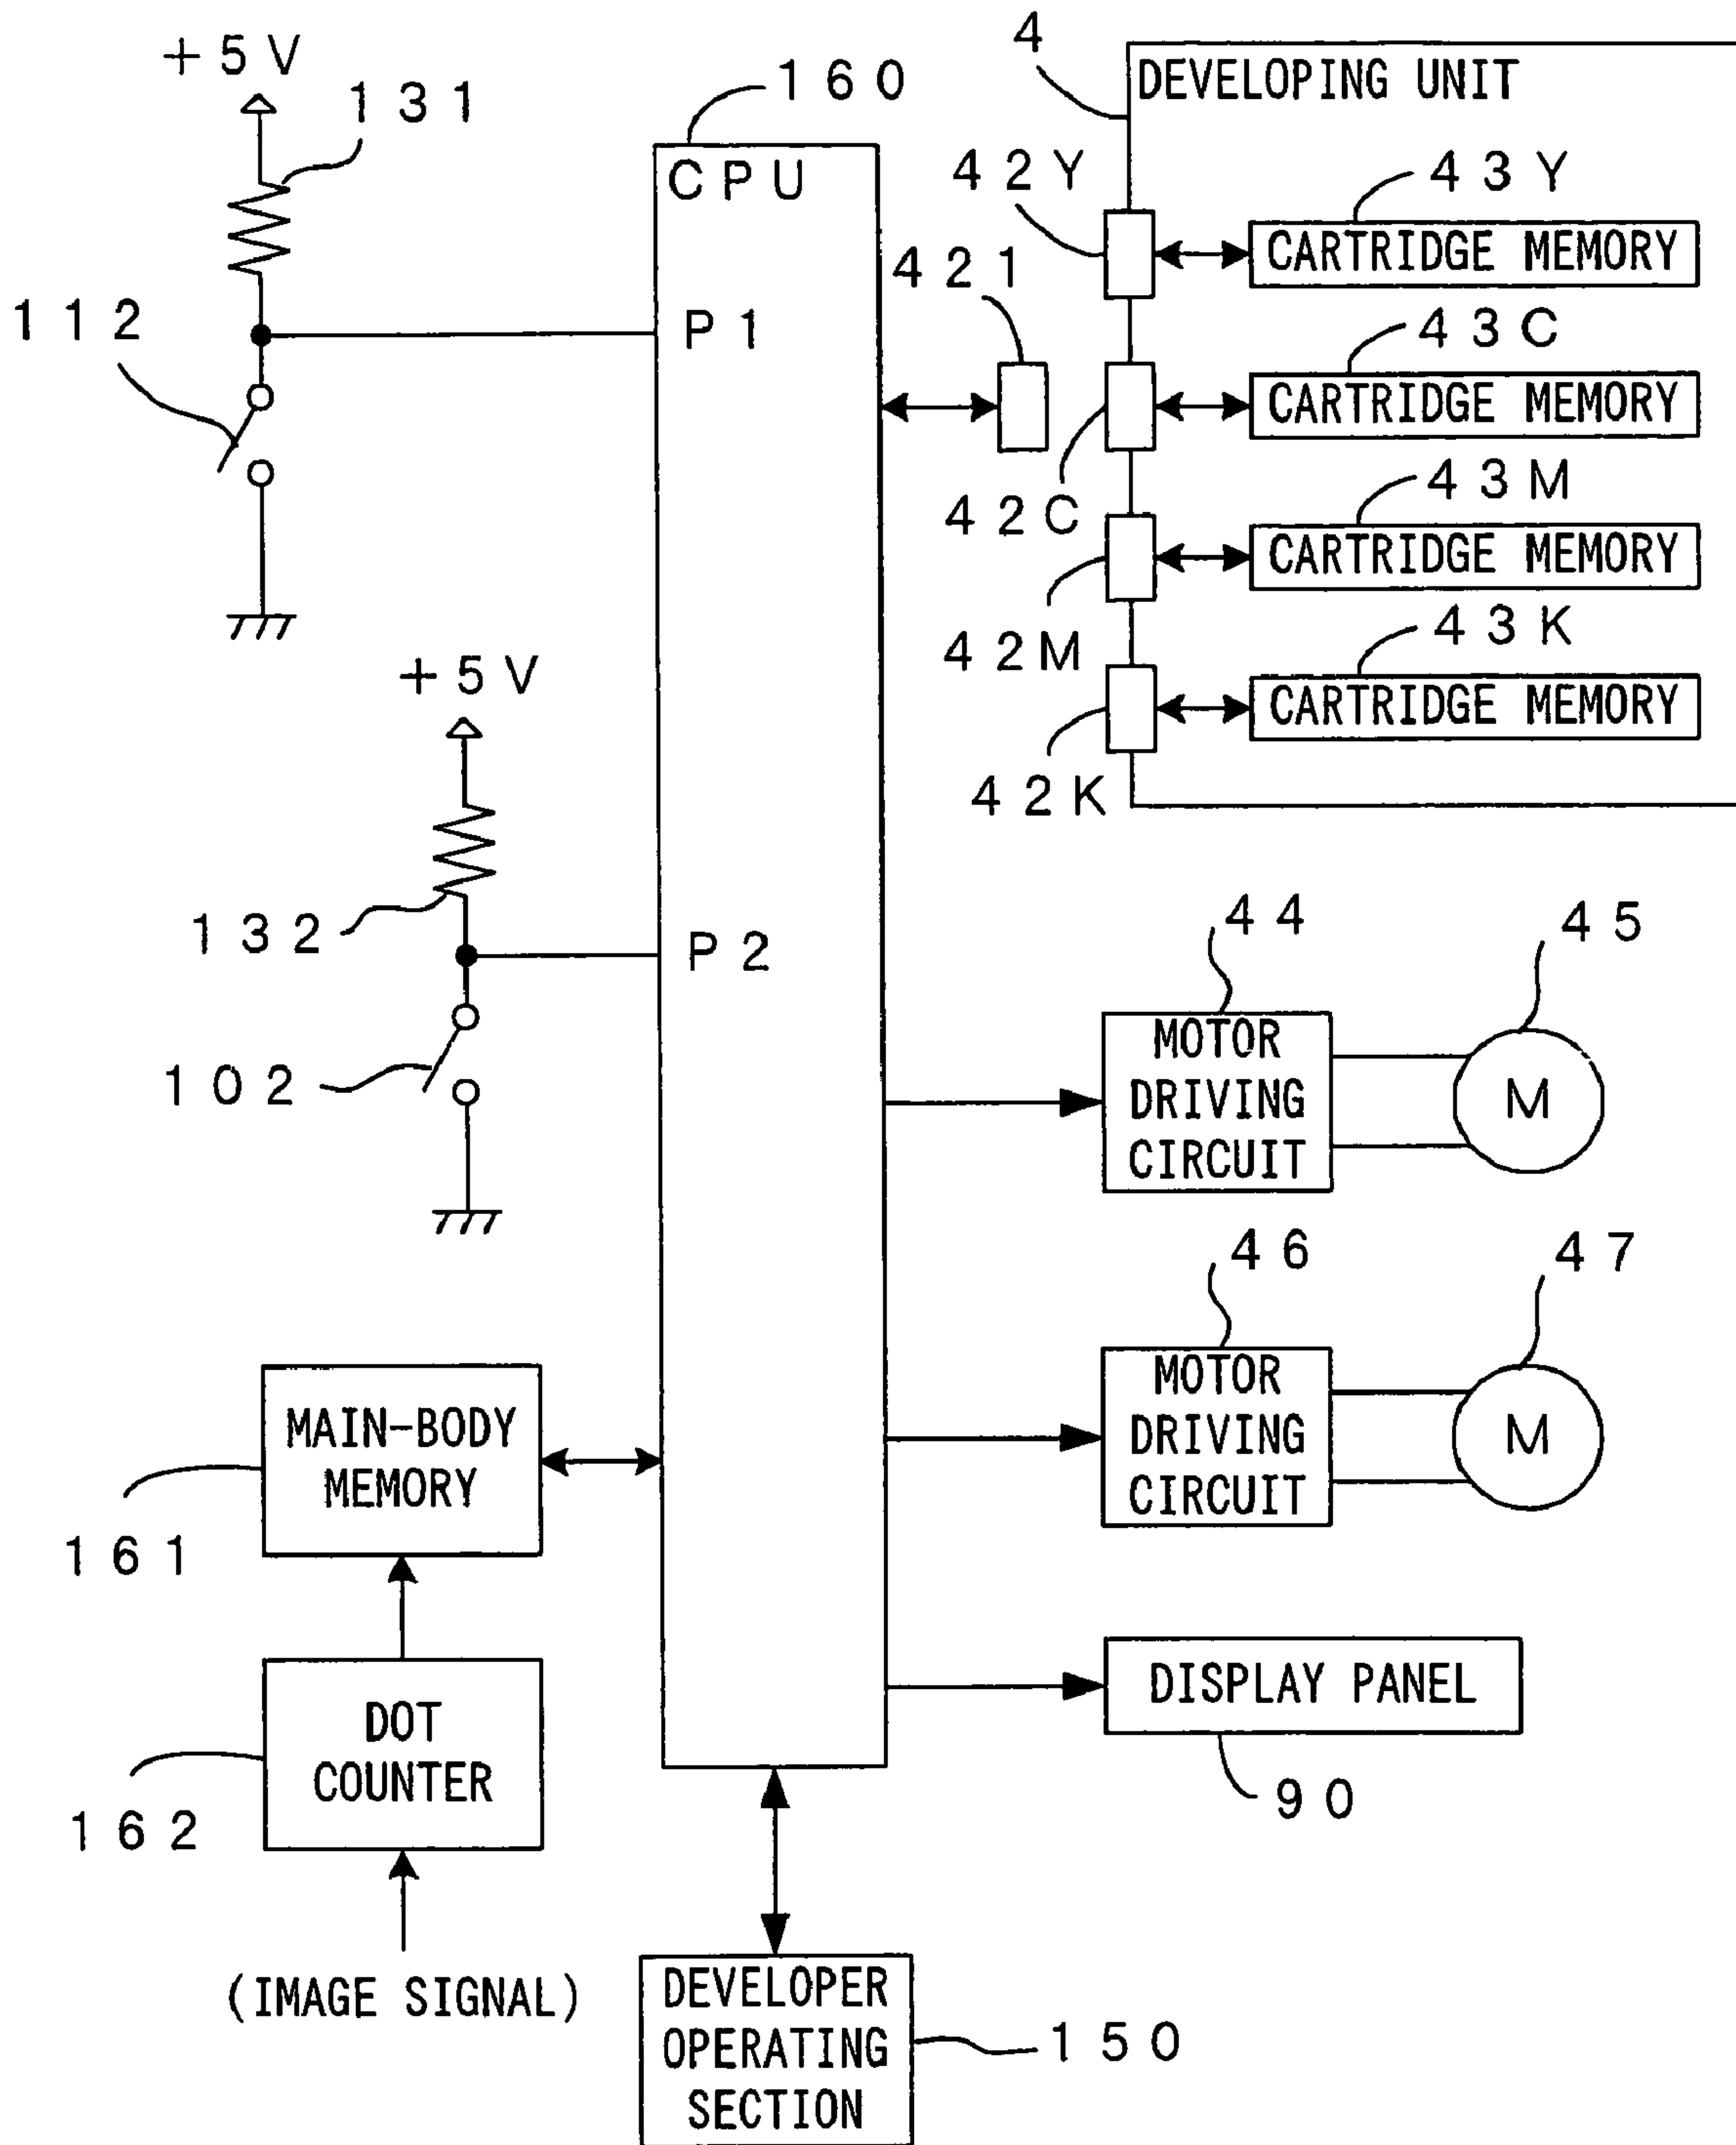 +5V
131
160
CPU
4
DEVELOPING UNIT
42Y
43Y
CARTRIDGE MEMORY
421
112
P1
43C
CARTRIDGE MEMORY
42C
43M
CARTRIDGE MEMORY
42M
43K
CARTRIDGE MEMORY
42K
+5V
132
P2
102
44
45
MOTOR
DRIVING
CIRCUIT
M
46
47
MOTOR
DRIVING
CIRCUIT
M
MAIN-BODY
MEMORY
161
DISPLAY PANEL
90
DOT
COUNTER
162
(IMAGE SIGNAL)
DEVELOPER
OPERATING
SECTION
150